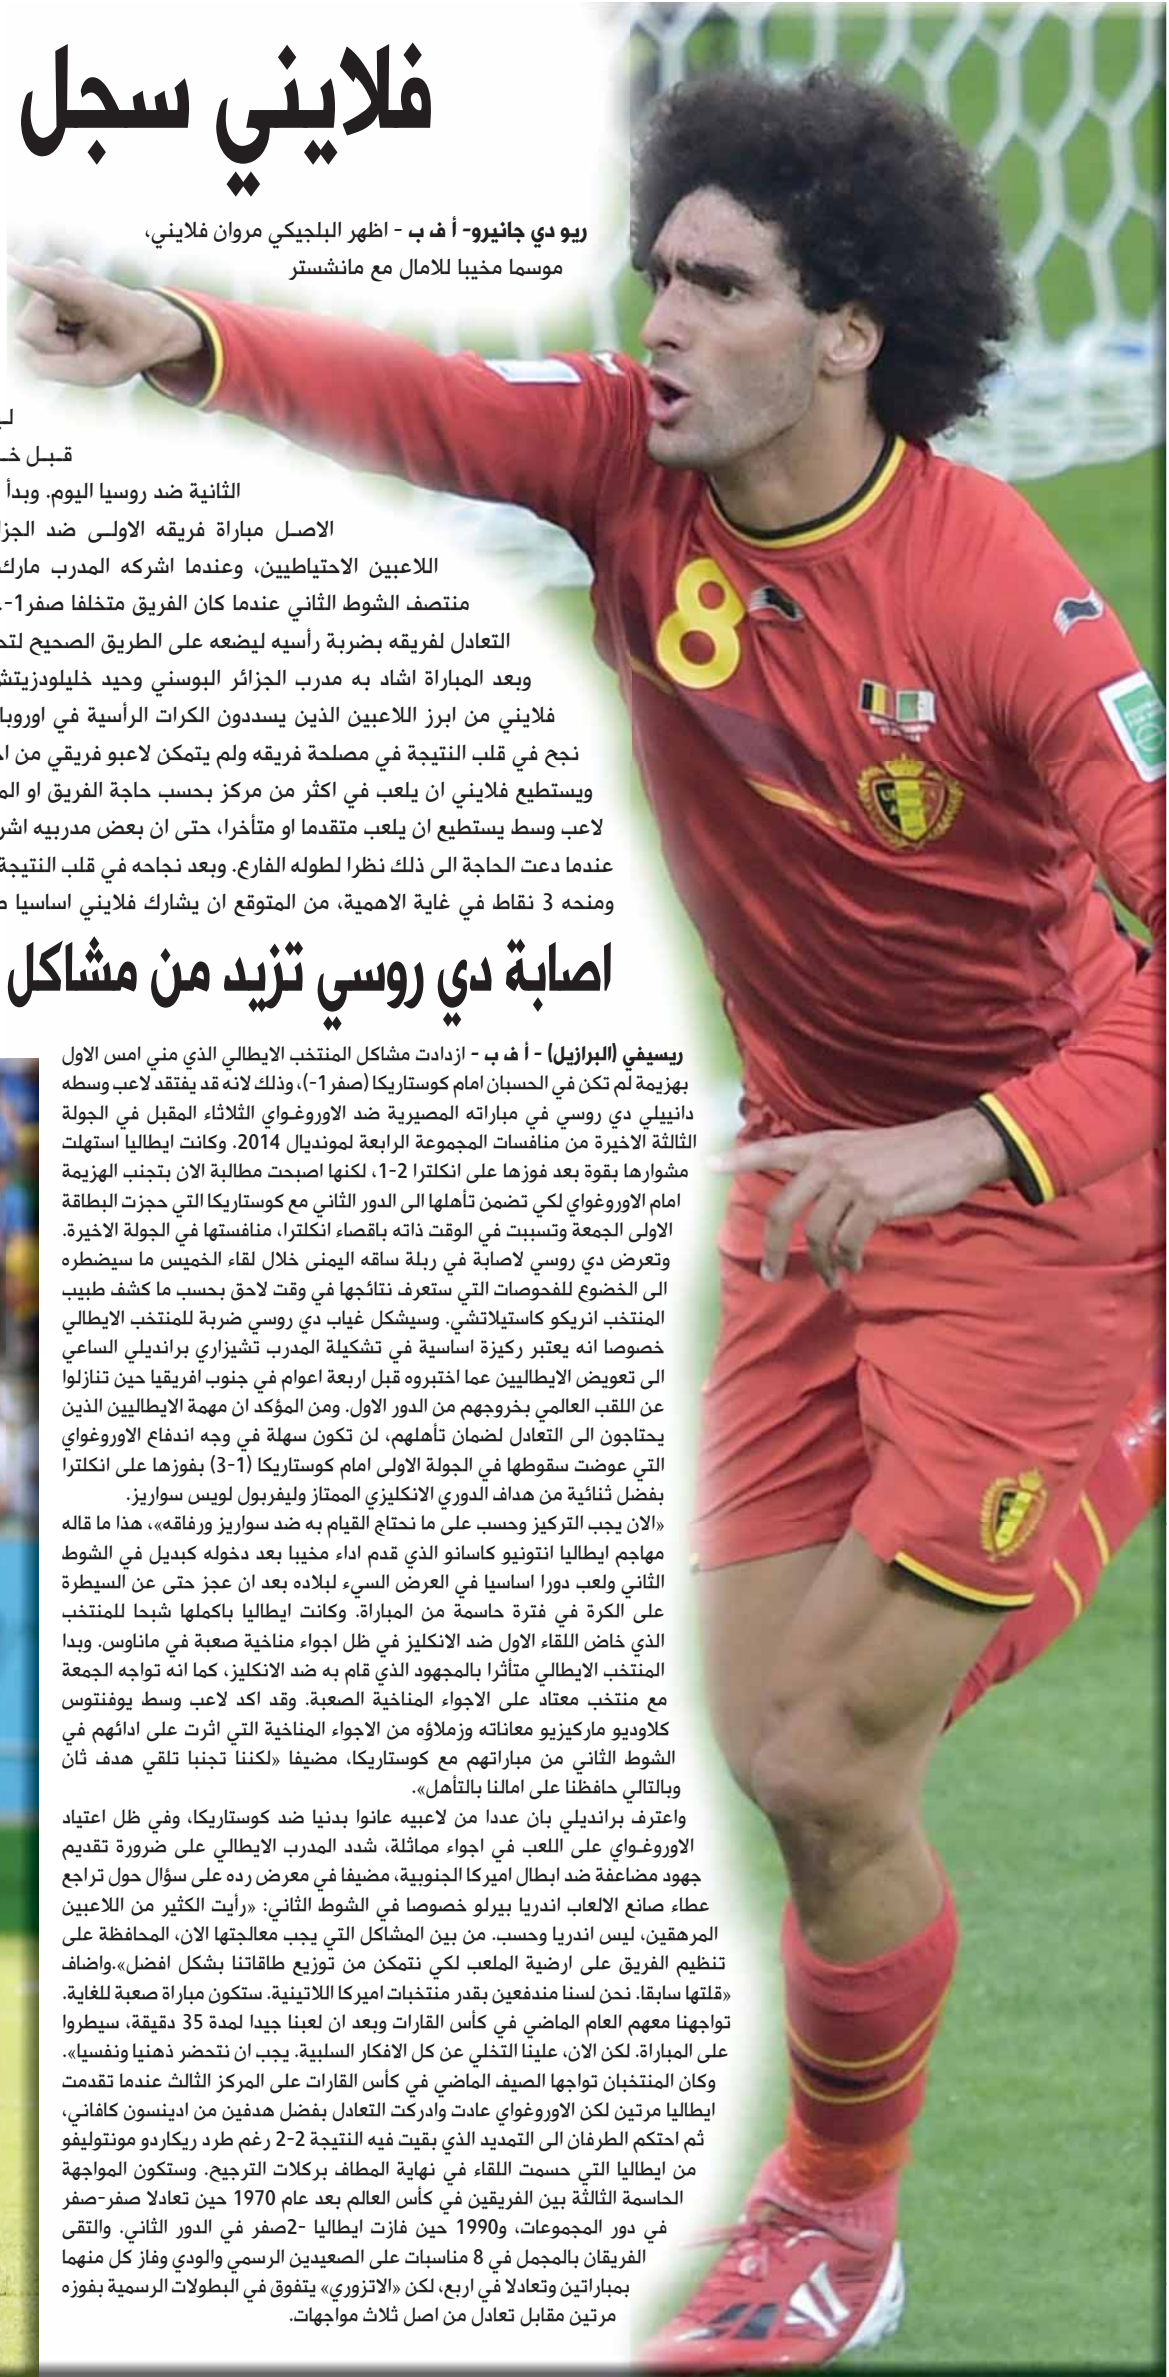 فلايني سجل
ريو دي جانيرو- أ ف ب - اظهر البلجيكي مروان فلايني،
موسما مخيبا للامال مع مانشستر
الثانية ضد روسيا اليوم. وبدأ
الاصل مباراة فريقه الاولى ضد
اللاعبين الاحتياطيين، وعندما اشركه المدرب مارك
منتصف الشوط الثاني عندما كان الفريق متخلفا صفر1-
التعادل لفريقه بضربة رأسيه ليضعه على الطريق الصحيح
وبعد المباراة اشاد به مدرب الجزائر البوسني وحيد
فلايني من ابرز اللاعبين الذين يسددون الكرات الرأسية في اوروبا
نجح في قلب النتيجة في مصلحة فريقه ولم يتمكن لاعبو فريقي من
ويستطيع فلايني ان يلعب في اكثر من مركز بحسب حاجة الفريق او
لاعب وسط يستطيع ان يلعب متقدما او متأخرا، حتى ان بعض مدربيه
عندما دعت الحاجة الى ذلك نظرا لطوله الفارع. وبعد نجاحه في قلب النتيجة
ومنحه 3 نقاط في غاية الاهمية، من المتوقع ان يشارك فلايني اساسيا
8
اصابة دي روسي تزيد من مشاكل
ريسيفي (البرازيل) - أ ف ب - ازدادت مشاكل المنتخب الايطالي الذي مني امس الاول
بهزيمة لم تكن في الحسبان امام كوستاريكا (صفر1-)، وذلك لانه قد يفتقد لاعب وسطه
دانييلي دي روسي في مباراته المصيرية ضد الاوروغواي الثلاثاء المقبل في الجولة
الثالثة الاخيرة من منافسات المجموعة الرابعة لمونديال 2014. وكانت ايطاليا استهلت
مشوارها بقوة بعد فوزها على انكلترا 2-1، لكنها اصبحت مطالبة الان بتجنب الهزيمة
امام الاوروغواي لكي تضمن تأهلها الى الدور الثاني مع كوستاريكا التي حجزت البطاقة
الاولى الجمعة وتسببت في الوقت ذاته باقصاء انكلترا، منافستها في الجولة الاخيرة.
وتعرض دي روسي لاصابة في ربلة ساقه اليمنى خلال لقاء الخميس ما سيضطره
الى الخضوع للفحوصات التي ستعرف نتائجها في وقت لاحق بحسب ما كشف طبيب
المنتخب انريكو كاستيلاتشي. وسيشكل غياب دي روسي ضربة للمنتخب الايطالي
خصوصا انه يعتبر ركيزة اساسية في تشكيلة المدرب تشيزاري برانديلي الساعي
الى تعويض الايطاليين عما اختبروه قبل اربعة اعوام في جنوب افريقيا حين تنازلوا
عن اللقب العالمي بخروجهم من الدور الاول. ومن المؤكد ان مهمة الايطاليين الذين
يحتاجون الى التعادل لضمان تأهلهم، لن تكون سهلة في وجه اندفاع الاوروغواي
التي عوضت سقوطها في الجولة الاولى امام كوستاريكا (1-3) بفوزها على انكلترا
بفضل ثنائية من هداف الدوري الانكليزي الممتاز وليفربول لويس سواريز.
«الان يجب التركيز وحسب على ما نحتاج القيام به ضد سواريز ورفاقه»، هذا ما قاله
مهاجم ايطاليا انتونيو كاسانو الذي قدم اداء مخيبا بعد دخوله كبديل في الشوط
الثاني ولعب دورا اساسيا في العرض السيء لبلاده بعد ان عجز حتى عن السيطرة
على الكرة في فترة حاسمة من المباراة. وكانت ايطاليا باكملها شبحا للمنتخب
الذي خاض اللقاء الاول ضد الانكليز في ظل اجواء مناخية صعبة في ماناوس. وبدا
المنتخب الايطالي متأثرا بالمجهود الذي قام به ضد الانكليز، كما انه تواجه الجمعة
مع منتخب معتاد على الاجواء المناخية الصعبة. وقد اكد لاعب وسط يوفنتوس
كلاوديو ماركيزيو معاناته وزملاؤه من الاجواء المناخية التي اثرت على ادائهم في
الشوط الثاني من مباراتهم مع كوستاريكا، مضيفا «لكننا تجنبا تلقي هدف ثان
وبالتالي حافظنا على امالنا بالتأهل».
واعترف برانديلي بان عددا من لاعبيه عانوا بدنيا ضد كوستاريكا، وفي ظل اعتياد
الاوروغواي على اللعب في اجواء مماثلة، شدد المدرب الايطالي على ضرورة تقديم
جهود مضاعفة ضد ابطال اميركا الجنوبية، مضيفا في معرض رده على سؤال حول تراجع
عطاء صانع الالعاب اندريا بيرلو خصوصا في الشوط الثاني: «رأيت الكثير من اللاعبين
المرهقين، ليس اندريا وحسب. من بين المشاكل التي يجب معالجتها الان، المحافظة على
تنظيم الفريق على ارضية الملعب لكي نتمكن من توزيع طاقاتنا بشكل افضل».واضاف
«قلتها سابقا. نحن لسنا مندفعين بقدر منتخبات اميركا اللاتينية. ستكون مباراة صعبة للغاية.
تواجهنا معهم العام الماضي في كأس القارات وبعد ان لعبنا جيدا لمدة 35 دقيقة، سيطروا
على المباراة. لكن الان، علينا التخلي عن كل الافكار السلبية. يجب ان نتحضر ذهنيا ونفسيا».
وكان المنتخبان تواجها الصيف الماضي في كأس القارات على المركز الثالث عندما تقدمت
ايطاليا مرتين لكن الاوروغواي عادت وادركت التعادل بفضل هدفين من ادينسون كافاني،
ثم احتكم الطرفان الى التمديد الذي بقيت فيه النتيجة 2-2 رغم طرد ريكاردو مونتوليفو
من ايطاليا التي حسمت اللقاء في نهاية المطاف بركلات الترجيح. وستكون المواجهة
الحاسمة الثالثة بين الفريقين في كأس العالم بعد عام 1970 حين تعادلا صفر-صفر
في دور المجموعات، و1990 حين فازت ايطاليا -2صفر في الدور الثاني. والتقى
الفريقان بالمجمل في 8 مناسبات على الصعيدين الرسمي والودي وفاز كل منهما
بمباراتين وتعادلا في اربع، لكن «الاتزوري» يتفوق في البطولات الرسمية بفوزه
مرتين مقابل تعادل من اصل ثلاث مواجهات.